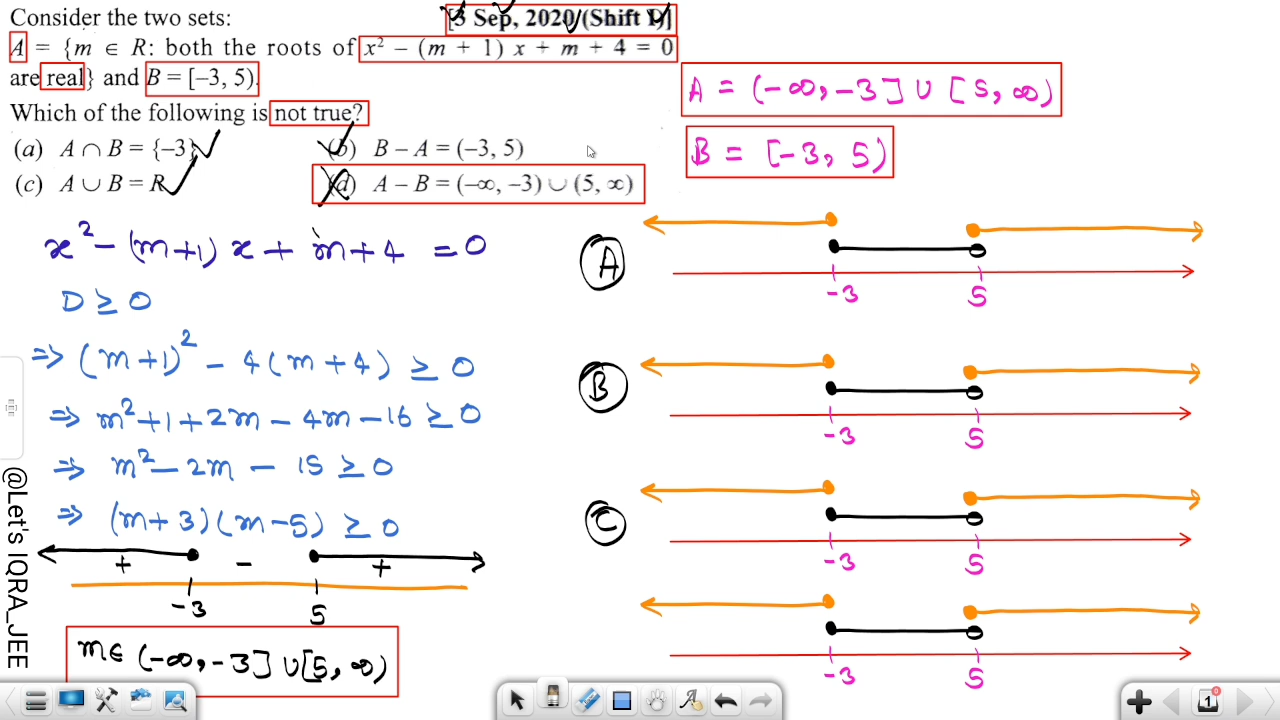 Consider the two sets:
[3 Sep, 2020 (Shift I)]
A = {m ∈ R: both the roots of x² – (m + 1) x + m + 4 = 0
are real} and B = [–3, 5).
Which of the following is not true?
(a) A ∩ B = {–3}
(b) B – A = (–3, 5)
(c) A ∪ B = R
(d) A – B = (–∞, –3) ∪ (5, ∞)
x² – (m+1) x + m+4 = 0
D ≥ 0
⇒ (m+1)² – 4(m+4) ≥ 0
⇒ m²+1+2m – 4m – 16 ≥ 0
⇒ m² – 2m – 15 ≥ 0
⇒ (m+3)(m–5) ≥ 0
+ – +
–3 5
m ∈ (–∞, –3] ∪ [5, ∞)
A = (–∞, –3] ∪ [5, ∞)
B = [–3, 5)
A
–3 5
B
–3 5
C
–3 5
–3 5
@Let's IQRA_JEE
1